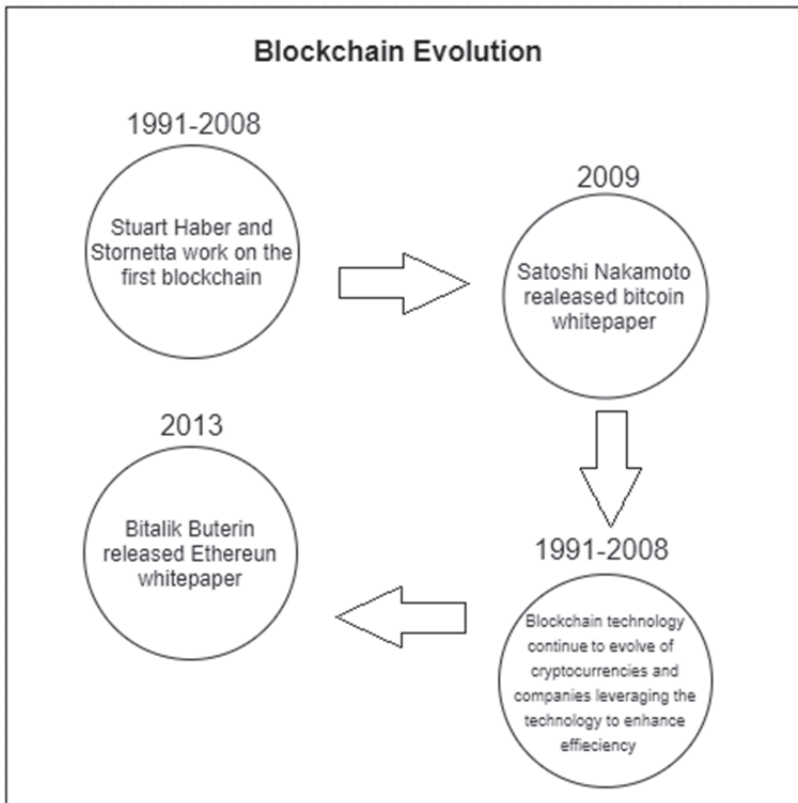 Blockchain Evolution
1991-2008
Stuart Haber and
Stornetta work on the
first blockchain
2009
Satoshi Nakamoto
realeased bitcoin
whitepaper
1991-2008
Blockchain technology
continue to evolve of
cryptocurrencies and
companies leveraging the
technology to enhance
effieciency
2013
Bitalik Buterin
released Ethereun
whitepaper